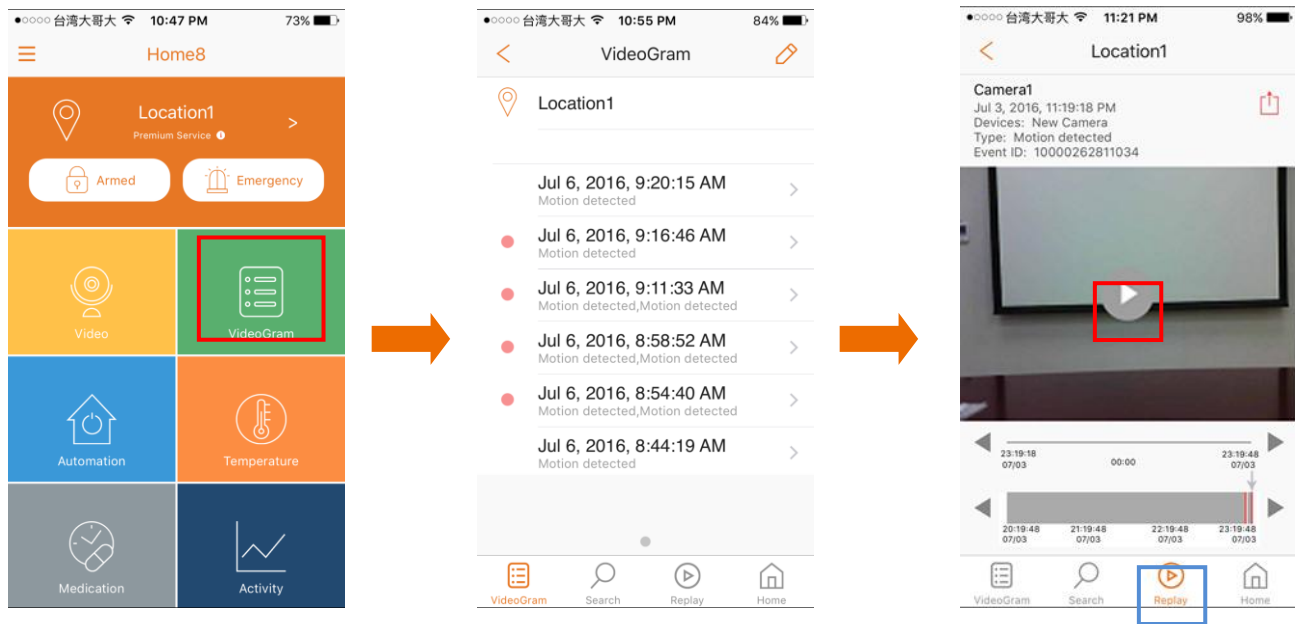 台湾大哥大 10:47 PM 73%
Home8
Location1
>
Premium Service i
Armed
Emergency
Video
VideoGram
Automation
Temperature
Medication
Activity
台湾大哥大 10:55 PM 84%
VideoGram
Location1
Jul 6, 2016, 9:20:15 AM
Motion detected
Jul 6, 2016, 9:16:46 AM
Motion detected
Jul 6, 2016, 9:11:33 AM
Motion detected,Motion detected
Jul 6, 2016, 8:58:52 AM
Motion detected,Motion detected
Jul 6, 2016, 8:54:40 AM
Motion detected,Motion detected
Jul 6, 2016, 8:44:19 AM
Motion detected
VideoGram Search Replay Home
台湾大哥大 11:21 PM 98%
Location1
Camera1
Jul 3, 2016, 11:19:18 PM
Devices: New Camera
Type: Motion detected
Event ID: 10000262811034
23:19:18 00:00 23:19:48
07/03 07/03
20:19:48 21:19:48 22:19:48 23:19:48
07/03 07/03 07/03 07/03
VideoGram Search Replay Home